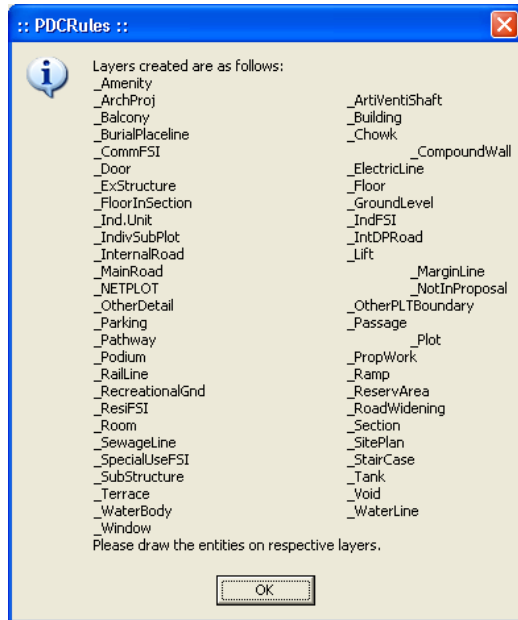 :: PDCRules ::
Layers created are as follows:
_Amenity
_ArchProj _ArtiVentiShaft
_Balcony _Building
_BurialPlaceline _Chowk
_CommFSI _CompoundWall
_Door _ElectricLine
_ExStructure _Floor
_FloorInSection _GroundLevel
_Ind.Unit _IndFSI
_IndivSubPlot _IntDPRoad
_InternalRoad _Lift
_MainRoad _MarginLine
_NETPLOT _NotInProposal
_OtherDetail _OtherPLTBoundary
_Parking _Passage
_Pathway _Plot
_Podium _PropWork
_RailLine _Ramp
_RecreationalGnd _ReservArea
_ResiFSI _RoadWidening
_Room _Section
_SewageLine _SitePlan
_SpecialUseFSI _StairCase
_SubStructure _Tank
_Terrace _Void
_WaterBody _WaterLine
_Window
Please draw the entities on respective layers.
OK